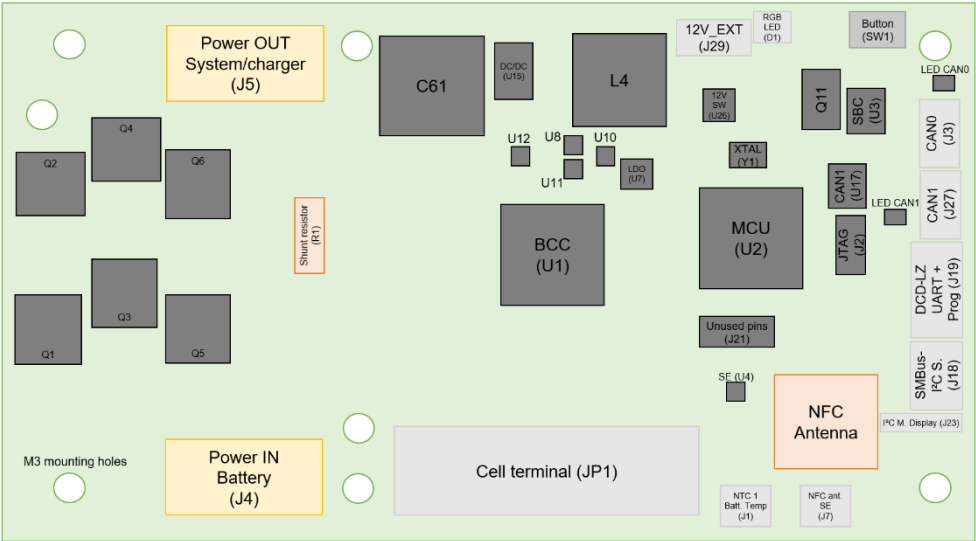 Power OUT
System/charger
(J5)
C61
DC/DC
(U15)
L4
12V_EXT
(J29)
RGB
LED
(D1)
Button
(SW1)
LED CAN0
12V
SW
(U26)
Q11
SBC
(U3)
CAN0
(J3)
Q4
Q2
Q6
U12
U8
U10
U11
LDO
(U7)
XTAL
(Y1)
CAN1
(U17)
LED CAN1
CAN1
(J27)
Shunt resistor
(R1)
BCC
(U1)
MCU
(U2)
JTAG
(J2)
DCD-LZ
UART +
Prog (J19)
Q3
Q1
Q5
Unused pins
(J21)
SMBus-
I²C S.
(J18)
SE (U4)
NFC
Antenna
I²C M. Display (J23)
M3 mounting holes
Power IN
Battery
(J4)
Cell terminal (JP1)
NTC 1
Batt. Temp
(J1)
NFC ant.
SE
(J7)